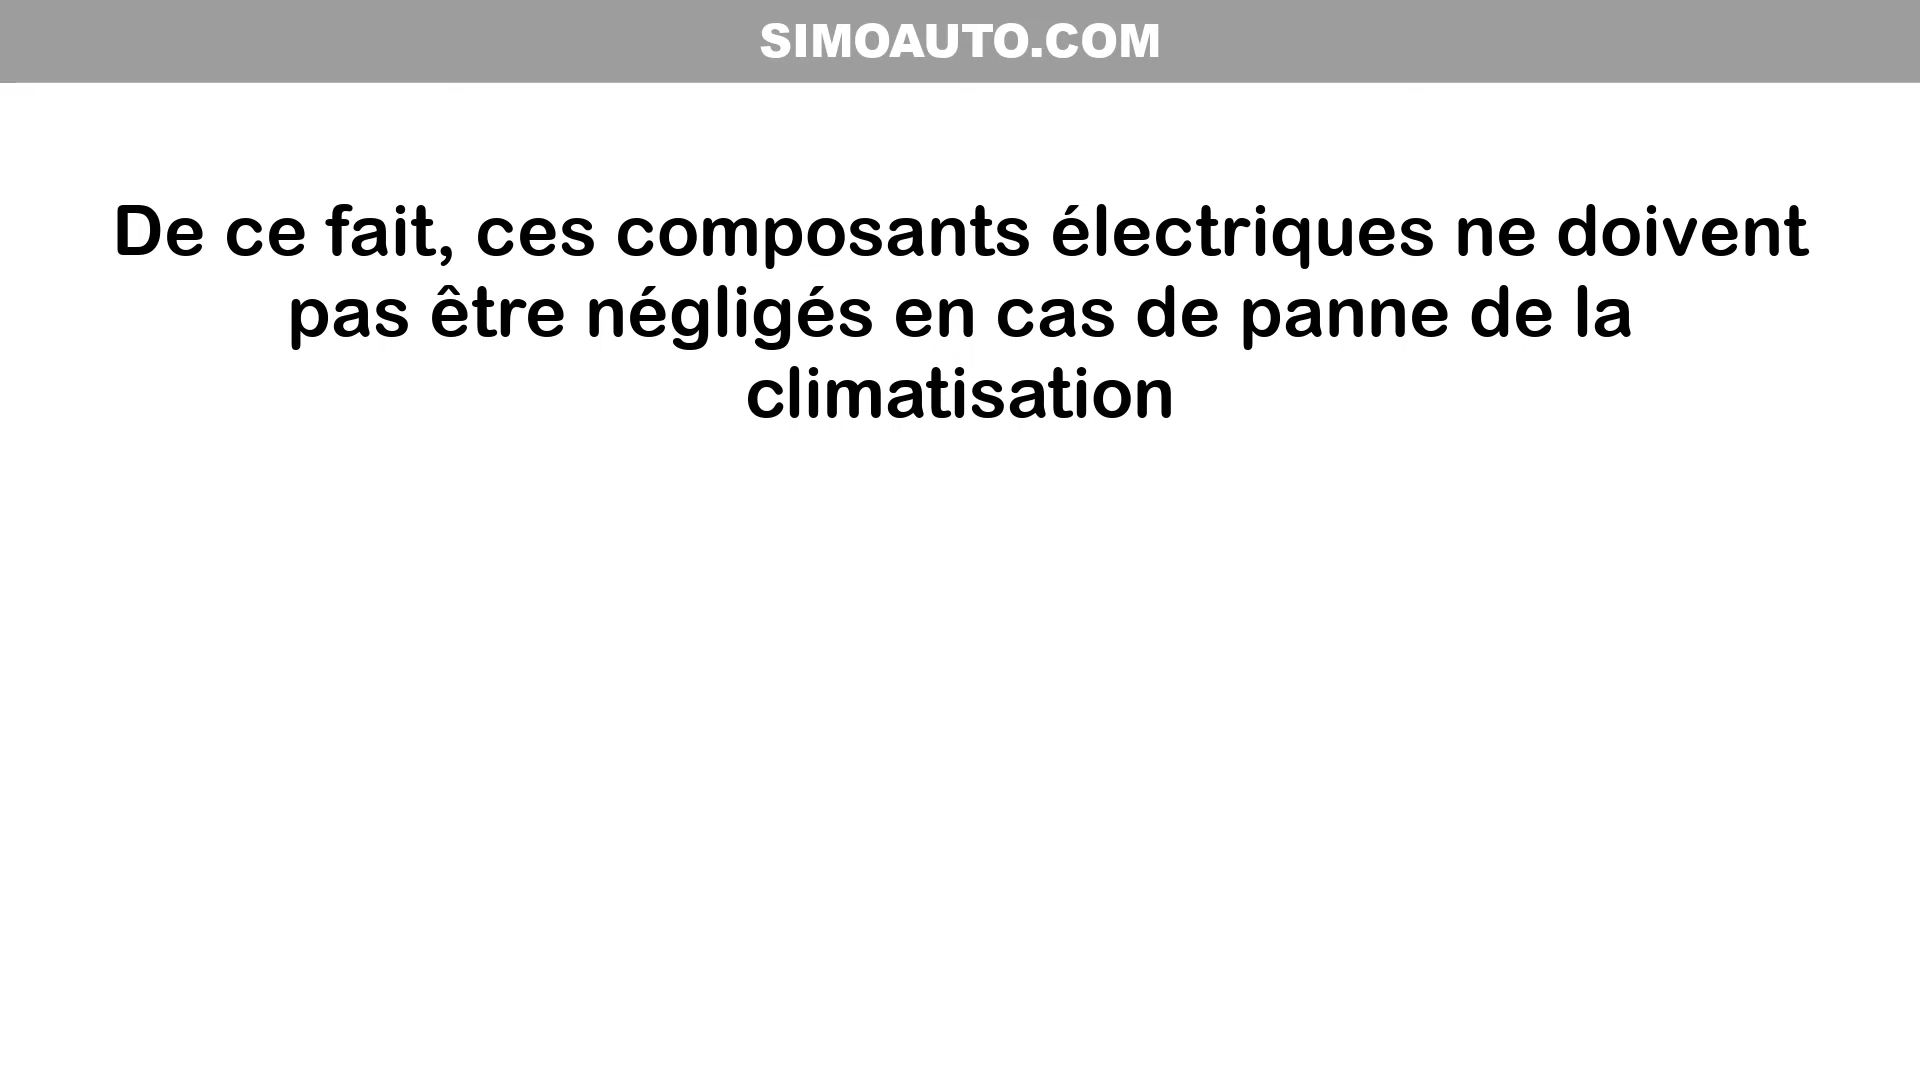 SIMOAUTO.COM
De ce fait, ces composants électriques ne doivent
pas être négligés en cas de panne de la
climatisation